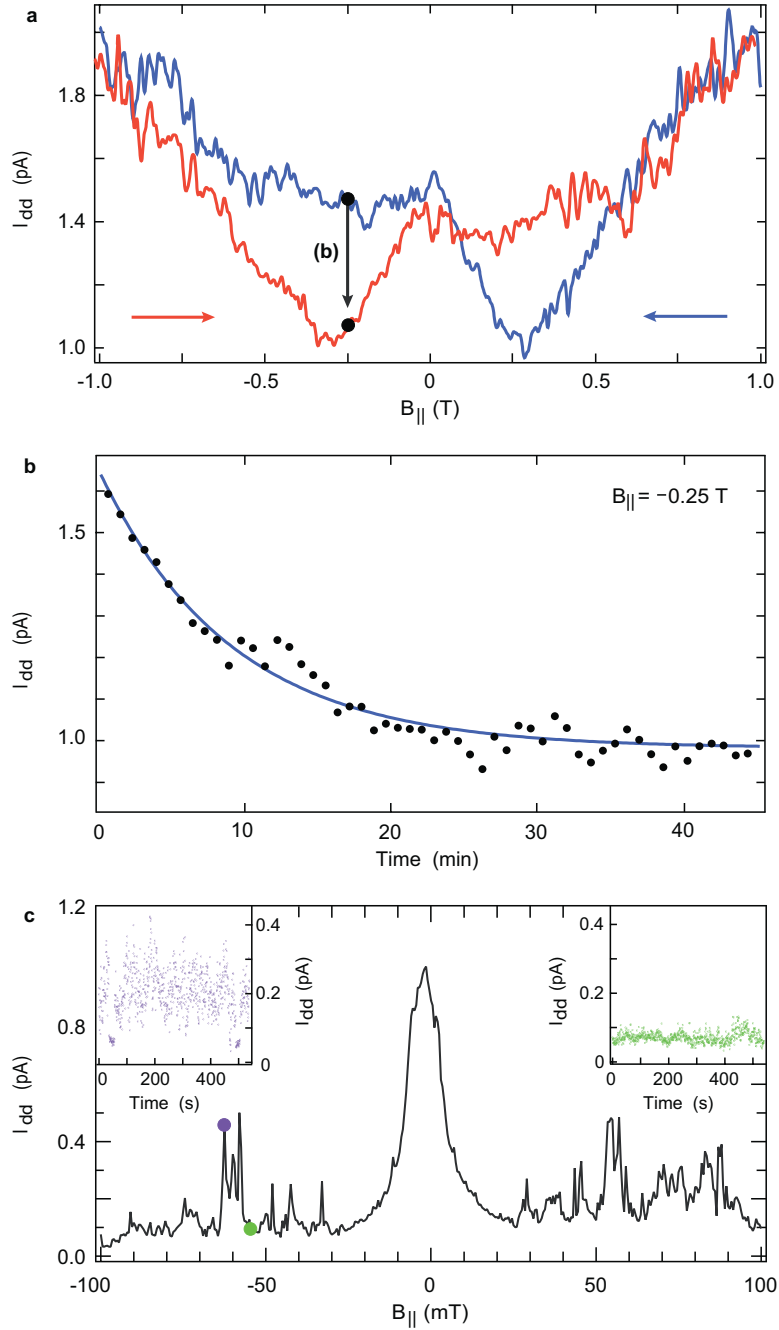 a
1.8
1.4
1.0
I_dd (pA)
(b)
-1.0 -0.5 0 0.5 1.0
B_|| (T)
b
B_|| = −0.25 T
1.5
1.0
I_dd (pA)
0 10 20 30 40
Time (min)
c
1.2
0.8
0.4
0.0
I_dd (pA)
0.4
0.2
0
I_dd (pA)
0 200 400
Time (s)
0.4
0.2
0
I_dd (pA)
0 200 400
Time (s)
-100 -50 0 50 100
B_|| (mT)